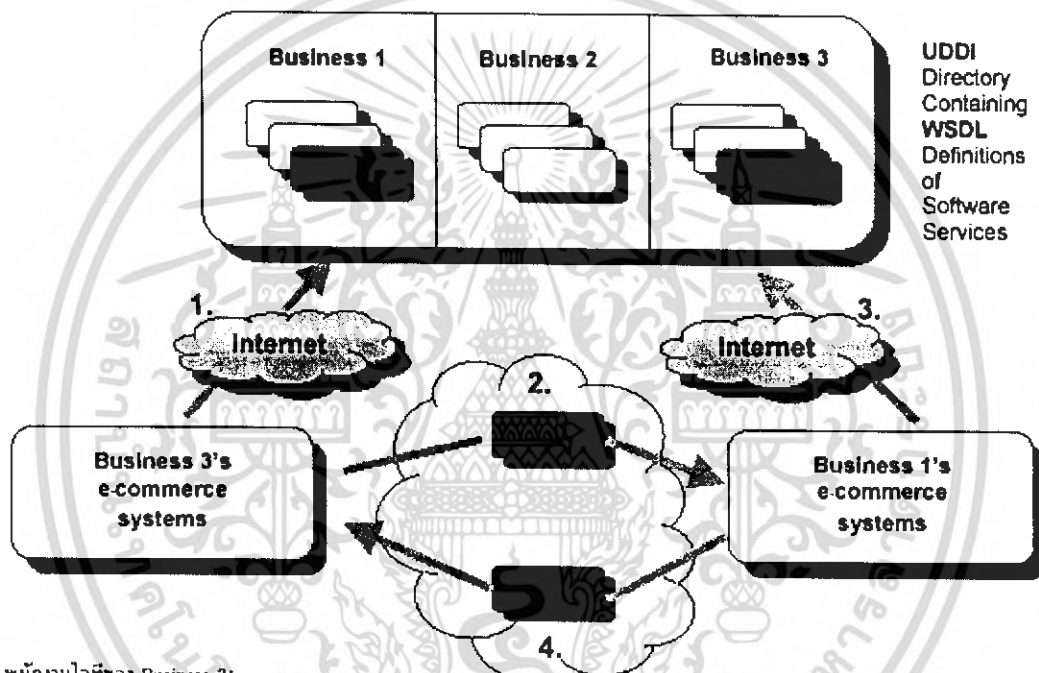 Business 1
Business 2
Business 3
UDDI
Directory
Containing
WSDL
Definitions
of
Software
Services
1.
Internet
3.
Internet
2.
Business 3's
e-commerce
systems
Business 1's
e-commerce
systems
4.